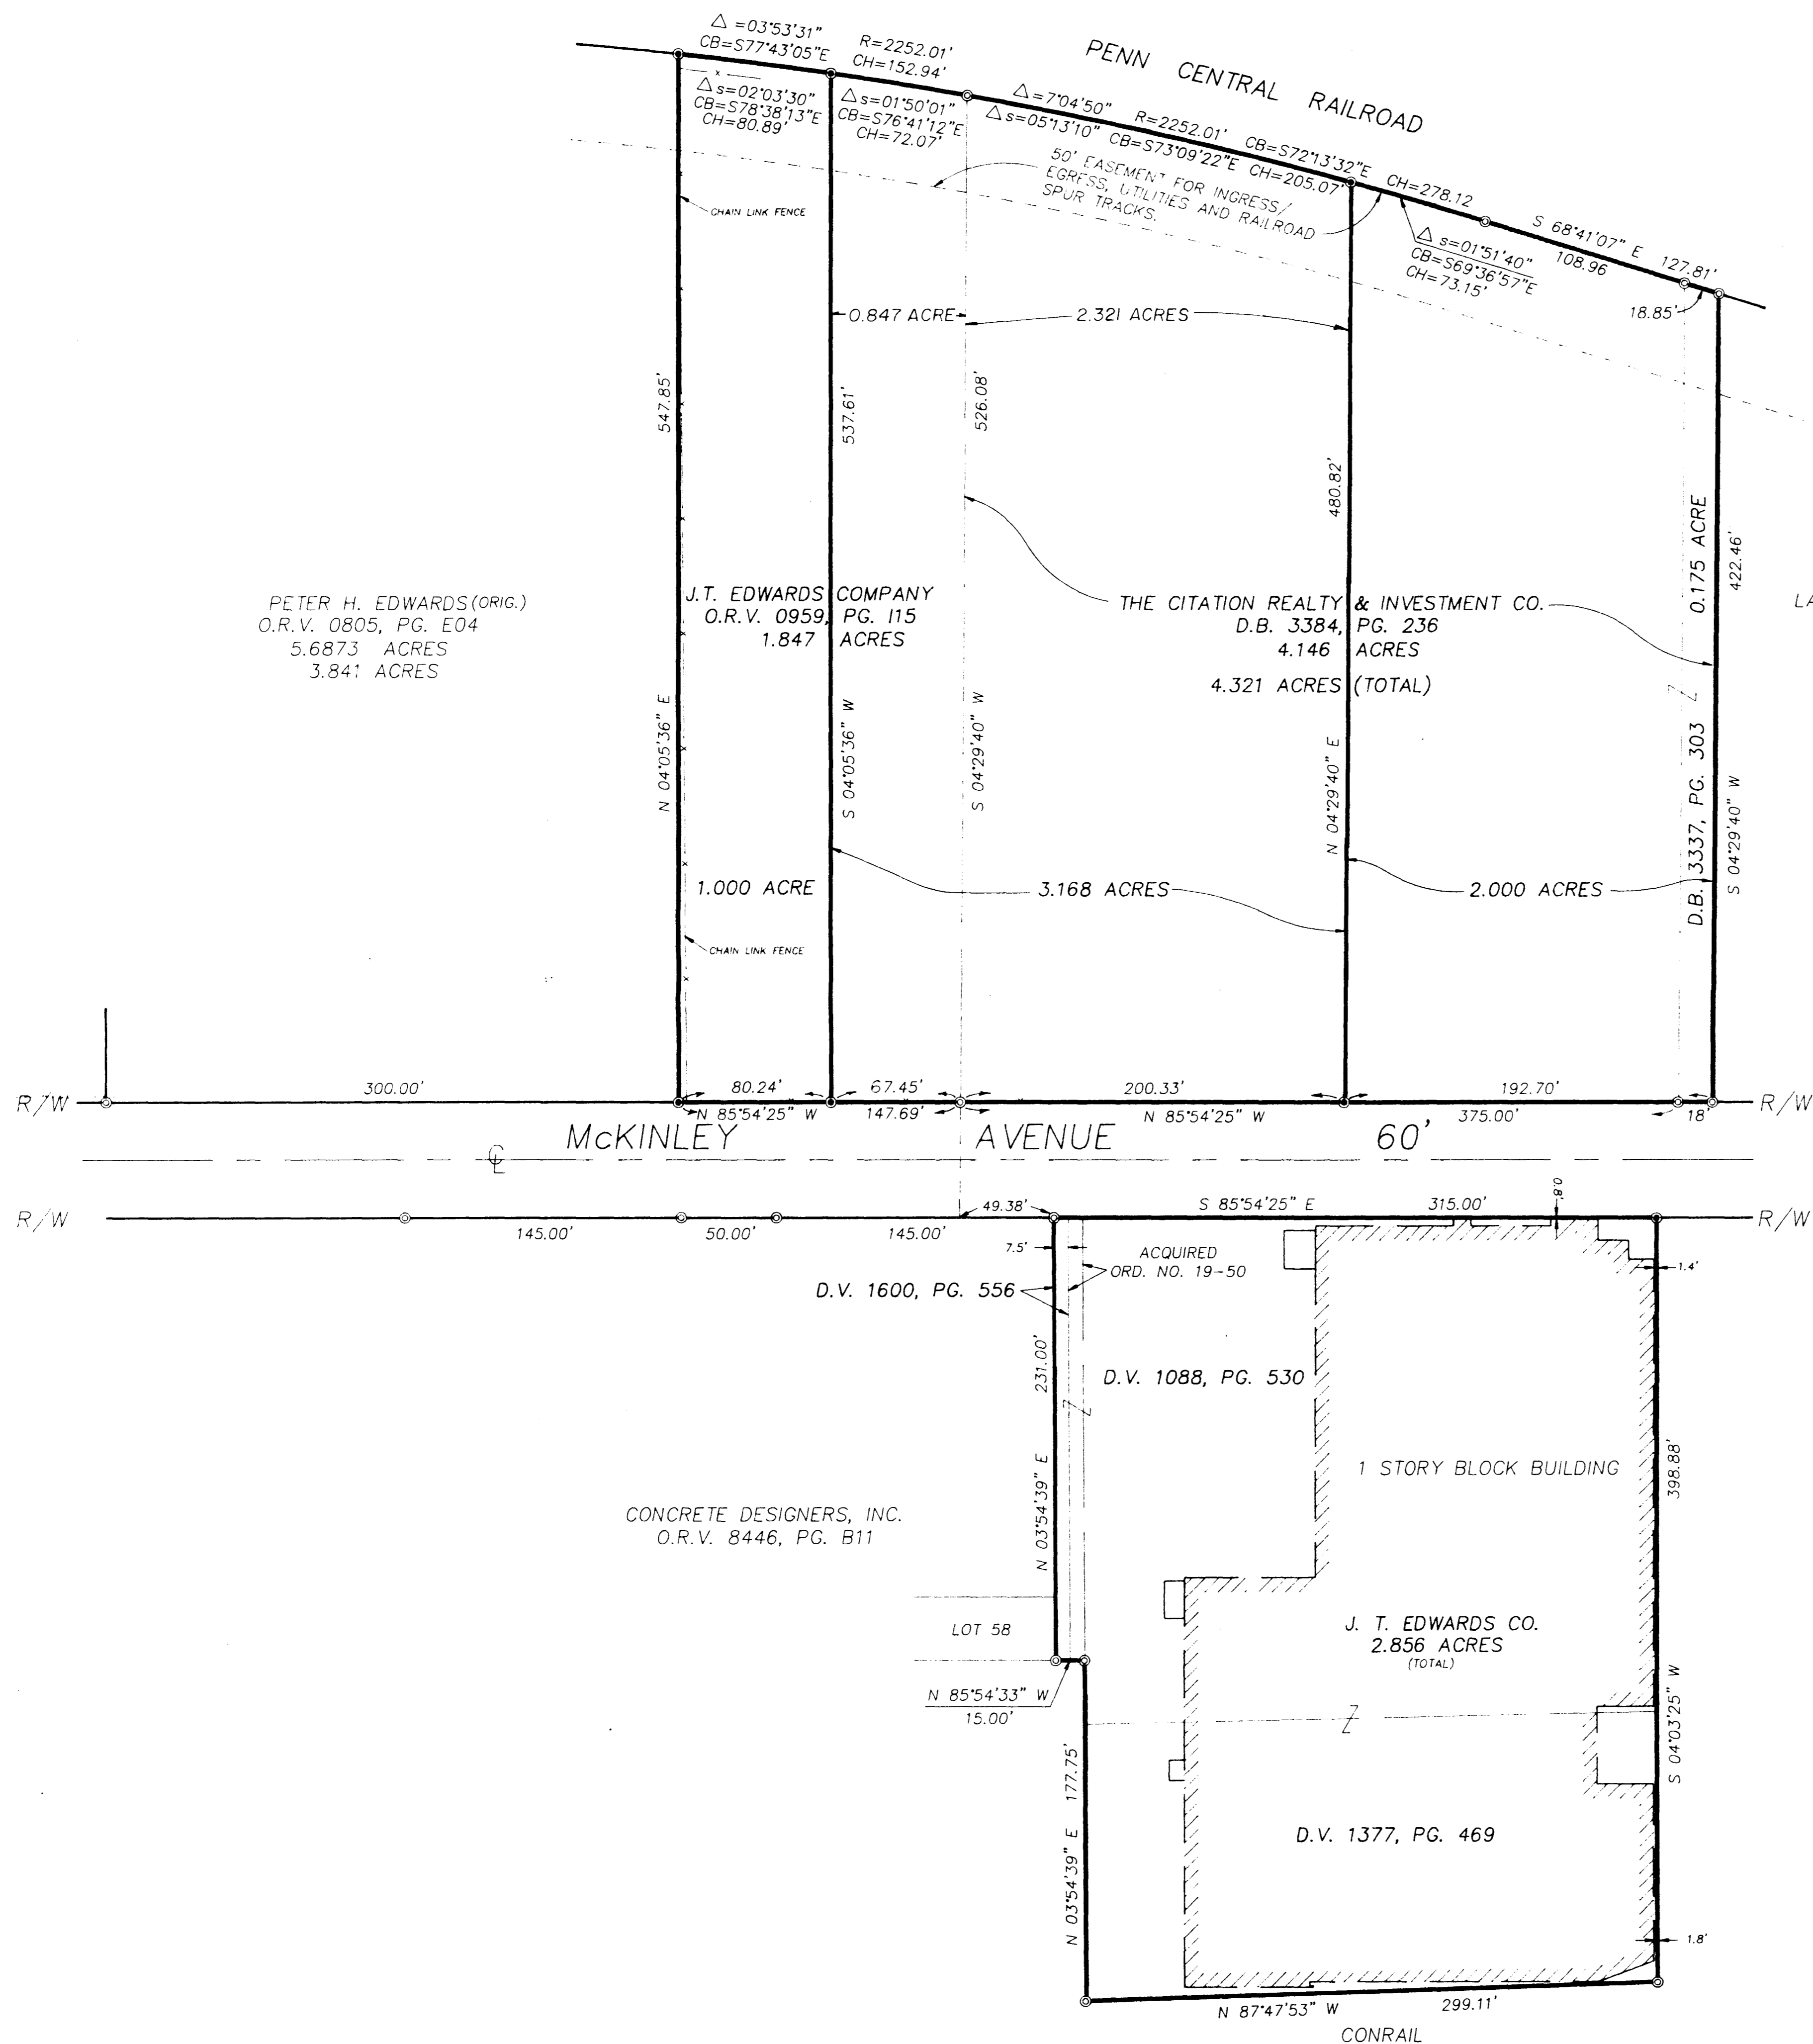 △ =03°53'31"
CB=S77°43'05"E
R=2252.01'
CH=152.94'
PENN CENTRAL RAILROAD
△s=02°03'30"
CB=S78°38'13"E
CH=80.89'
△s=01°50'01"
CB=S76°41'12"E
CH=72.07'
△=7°04'50" R=2252.01' CB=S72°13'32"E CH=278.12
△s=05°13'10" CB=S73°09'22"E CH=205.07'
50' EASEMENT FOR INGRESS/
EGRESS, UTILITIES AND RAILROAD
SPUR TRACKS.
S 68°41'07" E 127.81'
108.96
△ s=01°51'40"
CB=S69°36'57"E
CH=73.15'
18.85'
CHAIN LINK FENCE
0.847 ACRE
2.321 ACRES
547.85'
537.61'
526.08'
480.82'
0.175 ACRE
422.46'
PETER H. EDWARDS (ORIG.)
O.R.V. 0805, PG. E04
5.6873 ACRES
3.841 ACRES
J.T. EDWARDS COMPANY
O.R.V. 0959, PG. I15
1.847 ACRES
THE CITATION REALTY & INVESTMENT CO.
D.B. 3384, PG. 236
4.146 ACRES
4.321 ACRES (TOTAL)
LA
N 04°05'36" E
S 04°05'36" W
S 04°29'40" W
N 04°29'40" E
D.B. 3337, PG. 303
S 04°29'40" W
1.000 ACRE
3.168 ACRES
2.000 ACRES
CHAIN LINK FENCE
R/W
300.00'
80.24'
67.45'
200.33'
192.70'
R/W
N 85°54'25" W
147.69'
N 85°54'25" W
375.00'
18'
McKINLEY AVENUE 60'
℄
R/W
145.00'
50.00'
145.00'
49.38'
S 85°54'25" E
315.00'
0.8'
R/W
7.5'
ACQUIRED
ORD. NO. 19-50
1.4'
D.V. 1600, PG. 556
231.00'
D.V. 1088, PG. 530
N 03°54'39" E
1 STORY BLOCK BUILDING
398.88'
CONCRETE DESIGNERS, INC.
O.R.V. 8446, PG. B11
LOT 58
J. T. EDWARDS CO.
2.856 ACRES
(TOTAL)
N 85°54'33" W
15.00'
S 04°03'25" W
177.75'
N 03°54'39" E
D.V. 1377, PG. 469
1.8'
N 87°47'53" W
299.11'
CONRAIL